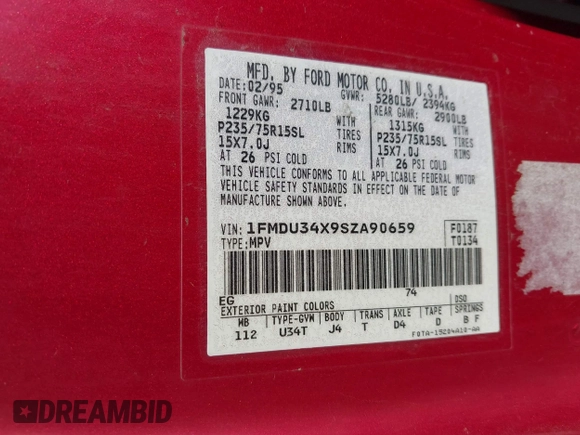 MFD. BY FORD MOTOR CO. IN U.S.A.
DATE: 02/95 GVWR: 5280LB/ 2394KG
FRONT GAWR: 2710LB REAR GAWR: 2900LB
1229KG WITH 1315KG WITH
P235/75R15SL TIRES P235/75R15SL TIRES
15X7.0J RIMS 15X7.0J RIMS
AT 26 PSI COLD AT 26 PSI COLD
THIS VEHICLE CONFORMS TO ALL APPLICABLE FEDERAL MOTOR
VEHICLE SAFETY STANDARDS IN EFFECT ON THE DATE OF
MANUFACTURE SHOWN ABOVE.
VIN: 1FMDU34X9SZA90659 F0187
TYPE: MPV T0134
74
EG DSO
EXTERIOR PAINT COLORS
WB TYPE-GVW BODY TRANS AXLE TAPE SPRINGS
112 U34T J4 T D4 D B F
F0TA-15204A10-AA
DREAMBID